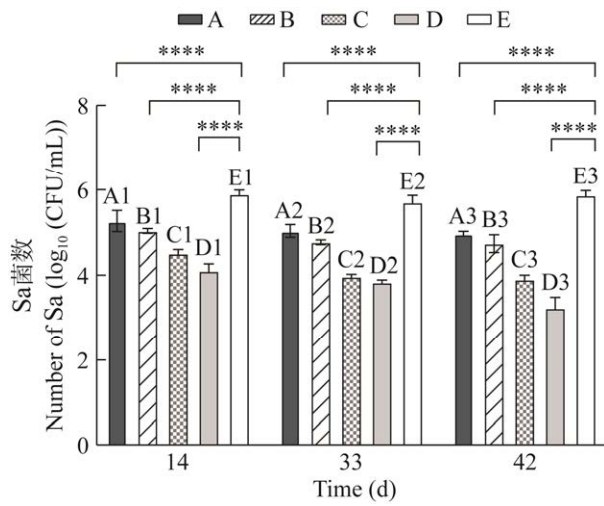 A B C D E
**** **** ****
**** **** ****
**** **** ****
8
6
4
2
0
A1 B1 C1 D1 E1
A2 B2 C2 D2 E2
A3 B3 C3 D3 E3
14 33 42
Time (d)
Sa菌数
Number of Sa (log₁₀ (CFU/mL))